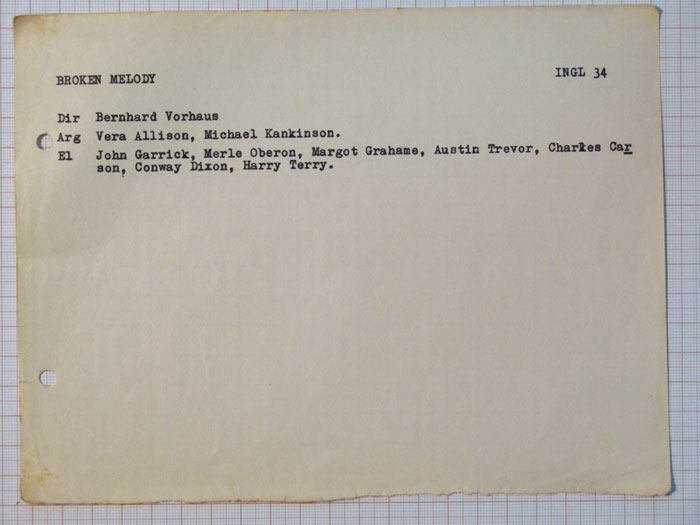 BROKEN MELODY INGL 34
Dir Bernhard Vorhaus
Arg Vera Allison, Michael Kankinson.
El John Garrick, Merle Oberon, Margot Grahame, Austin Trevor, Charles Car
son, Conway Dixon, Harry Terry.